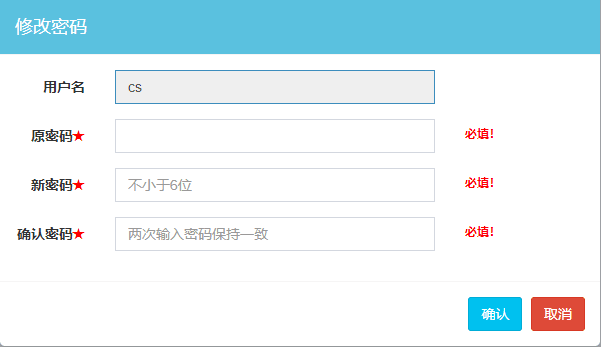 修改密码
用户名 cs
原密码★ 必填!
新密码★ 不小于6位 必填!
确认密码★ 两次输入密码保持一致 必填!
确认 取消